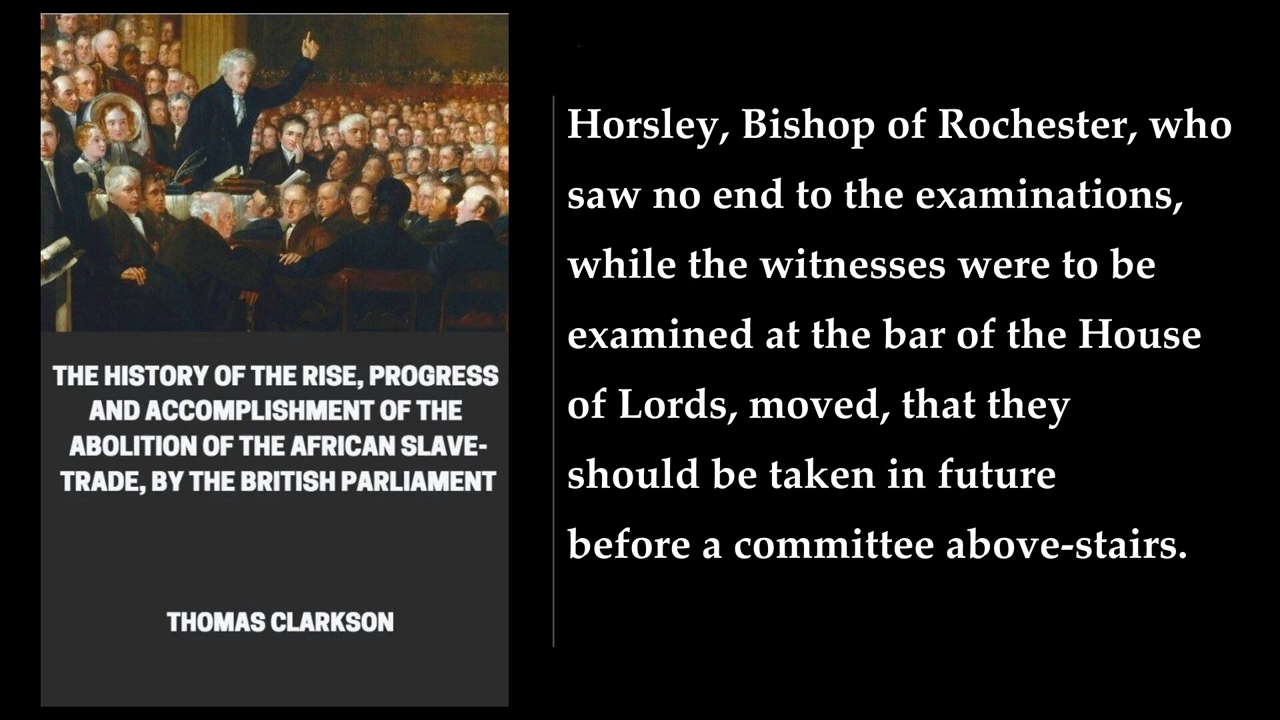 THE HISTORY OF THE RISE, PROGRESS
AND ACCOMPLISHMENT OF THE
ABOLITION OF THE AFRICAN SLAVE-
TRADE, BY THE BRITISH PARLIAMENT
THOMAS CLARKSON
Horsley, Bishop of Rochester, who
saw no end to the examinations,
while the witnesses were to be
examined at the bar of the House
of Lords, moved, that they
should be taken in future
before a committee above-stairs.